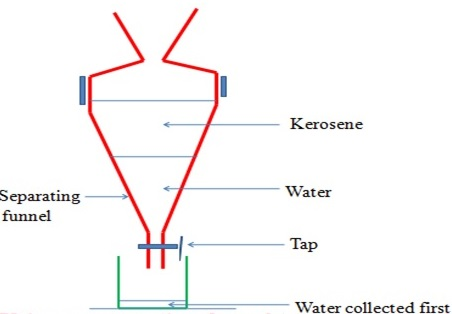 Kerosene
Water
Separating
funnel
Tap
Water collected first